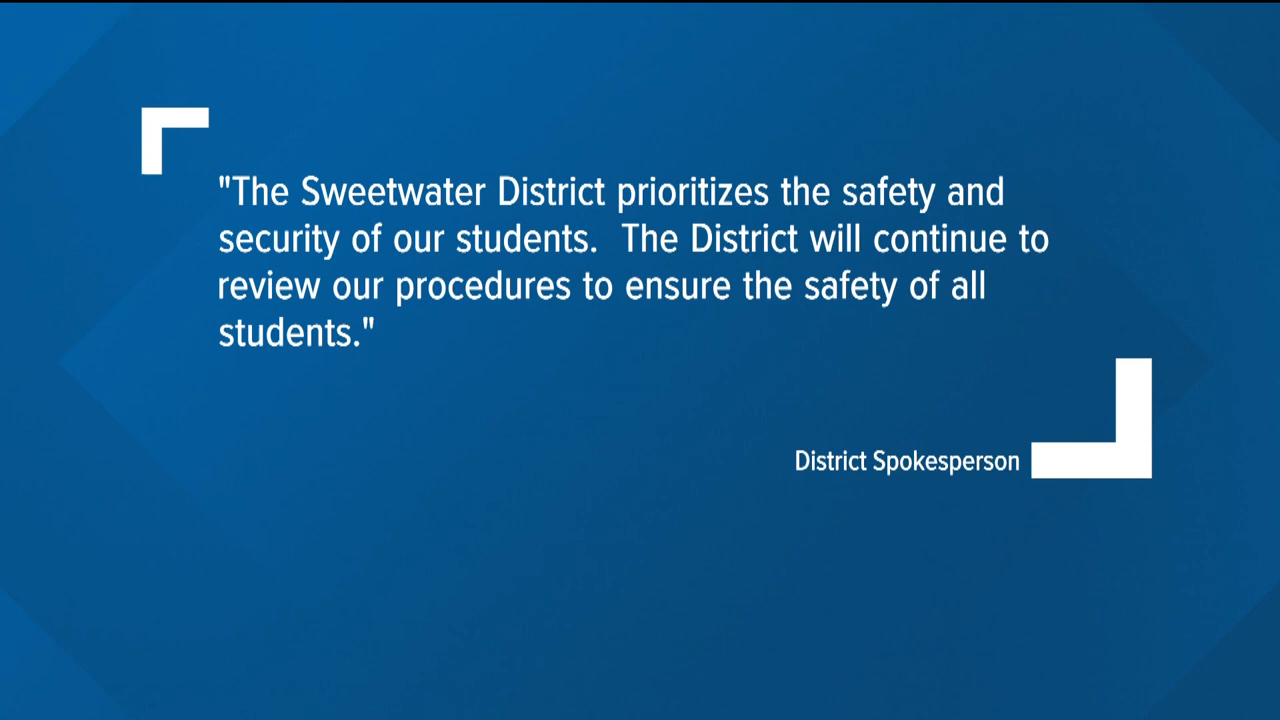 "The Sweetwater District prioritizes the safety and
security of our students.  The District will continue to
review our procedures to ensure the safety of all
students."
District Spokesperson